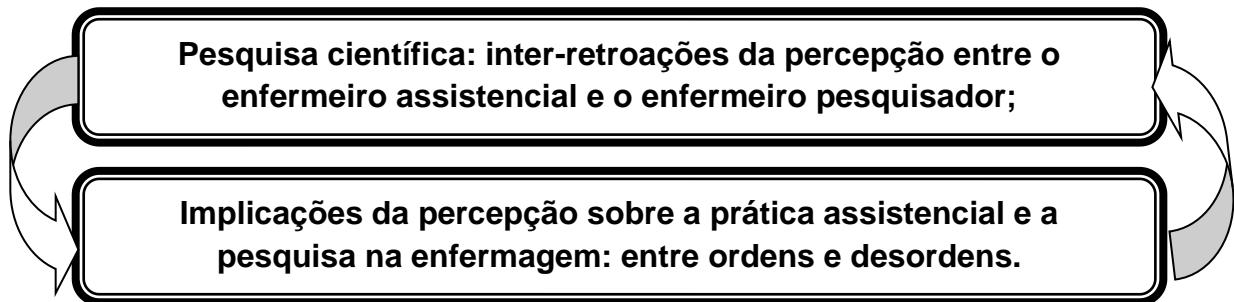 Pesquisa científica: inter-retroações da percepção entre o
enfermeiro assistencial e o enfermeiro pesquisador;
Implicações da percepção sobre a prática assistencial e a
pesquisa na enfermagem: entre ordens e desordens.